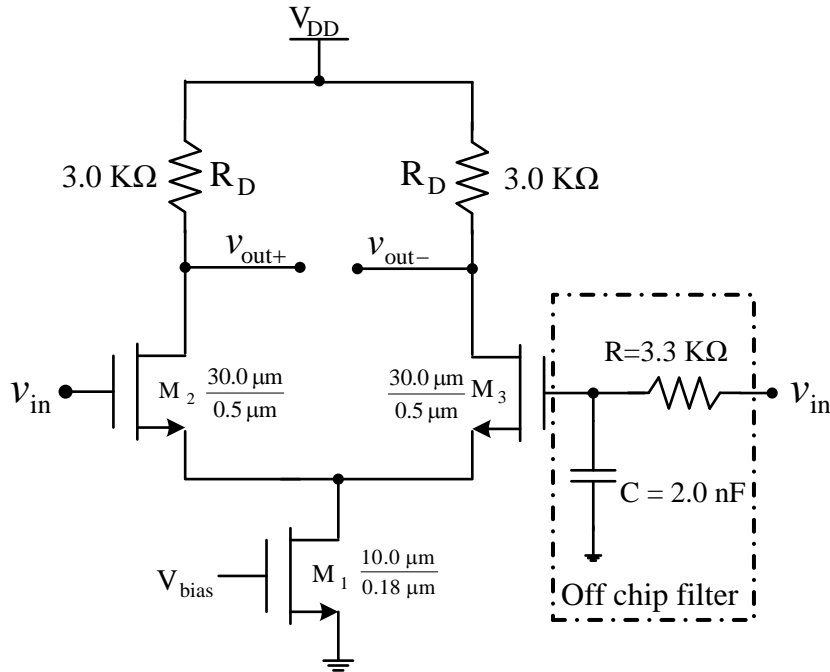 V_DD
3.0 KΩ R_D R_D 3.0 KΩ
v_out+ v_out−
R=3.3 KΩ
v_in M_2 30.0 μm / 0.5 μm 30.0 μm / 0.5 μm M_3 v_in
C = 2.0 nF
V_bias M_1 10.0 μm / 0.18 μm
Off chip filter